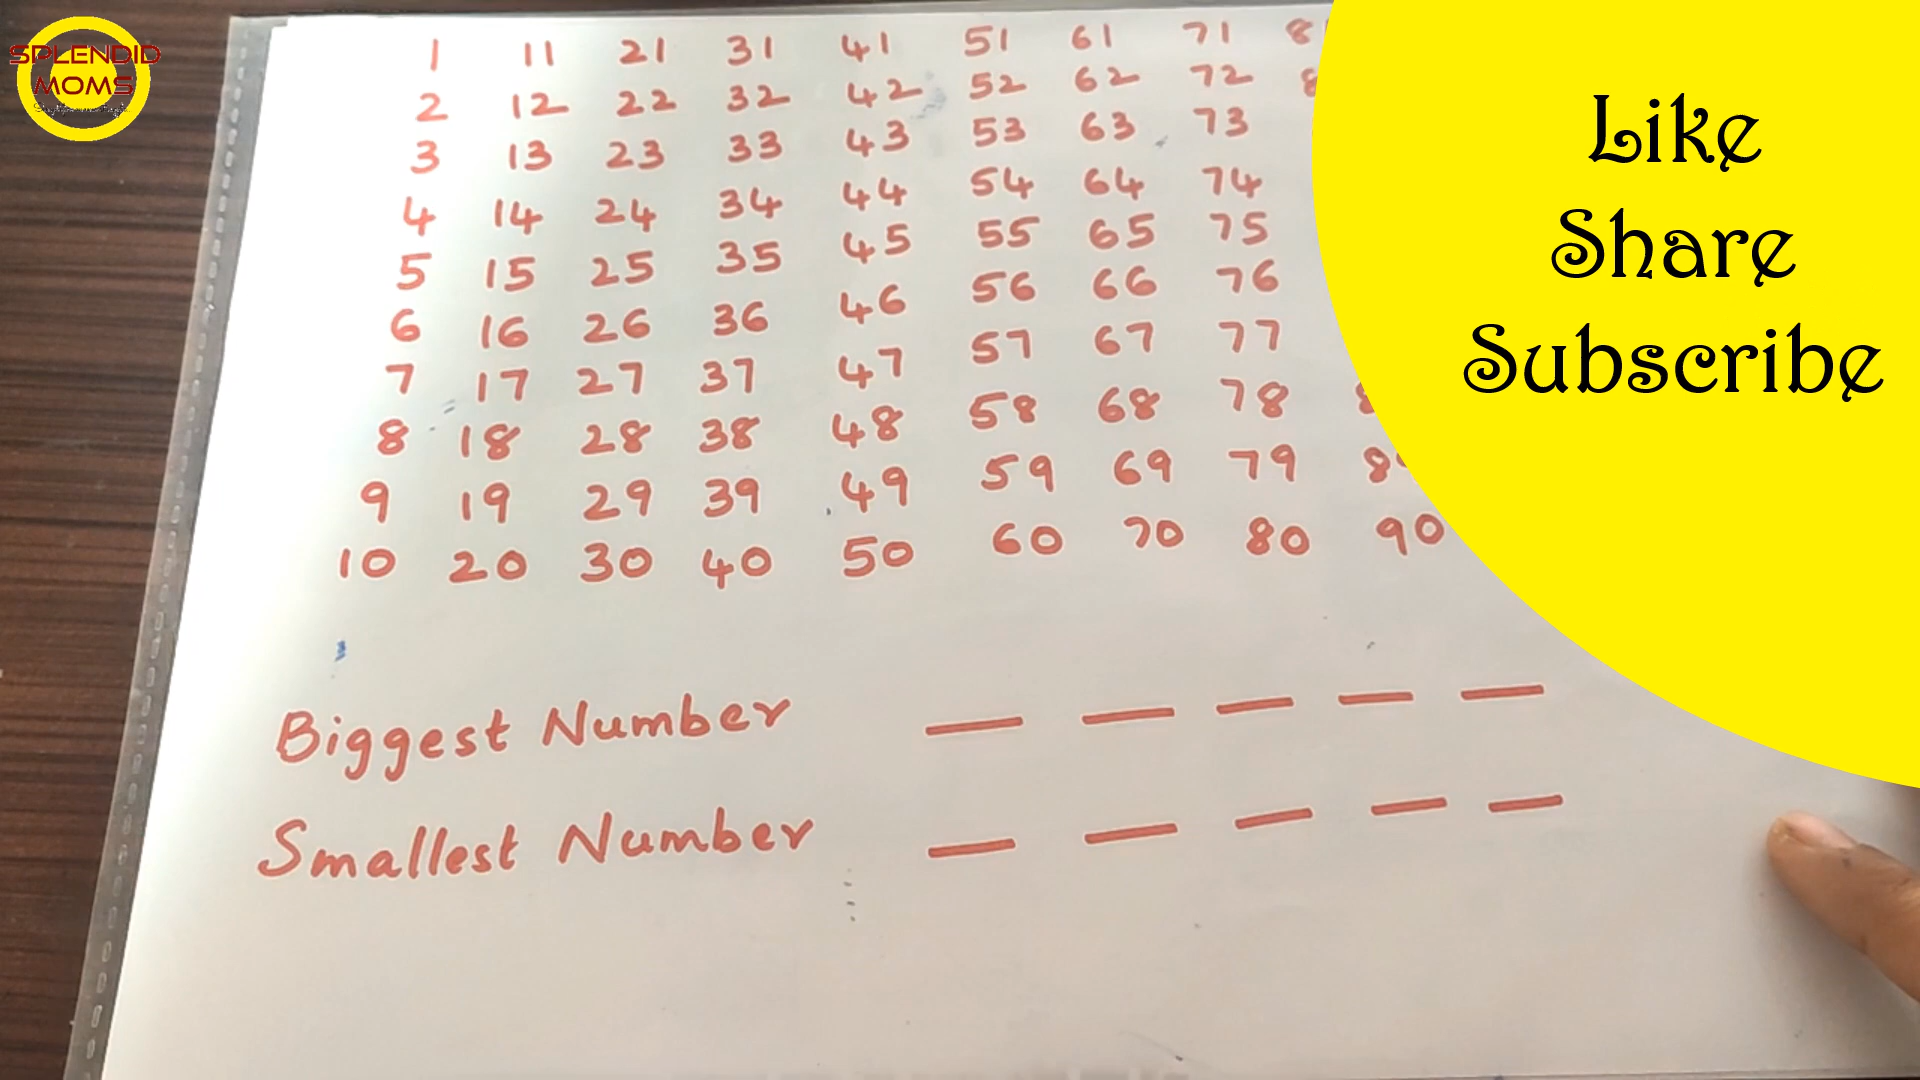 SPLENDID
MOMS
1 11 21 31 41 51 61 71 81
2 12 22 32 42 52 62 72
3 13 23 33 43 53 63 73
4 14 24 34 44 54 64 74
5 15 25 35 45 55 65 75
6 16 26 36 46 56 66 76
7 17 27 37 47 57 67 77
8 18 28 38 48 58 68 78
9 19 29 39 49 59 69 79 89
10 20 30 40 50 60 70 80 90
Biggest Number
Smallest Number
Like
Share
Subscribe